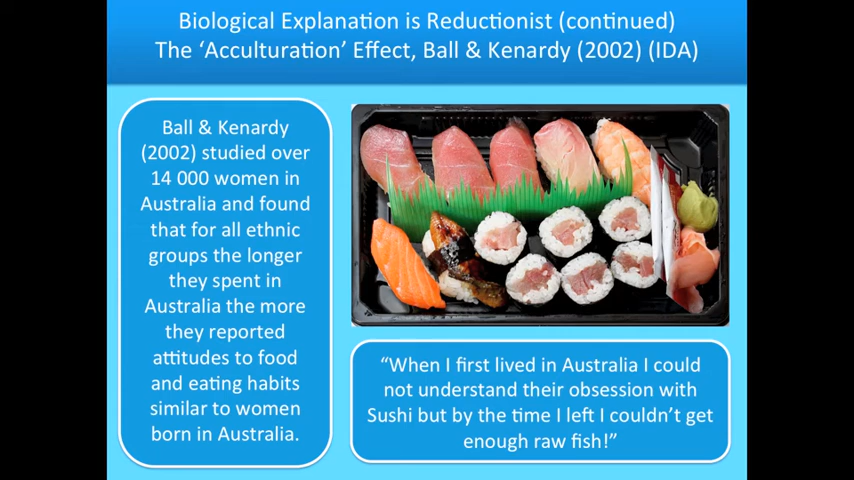 Biological Explanation is Reductionist (continued)
The ‘Acculturation’ Effect, Ball & Kenardy (2002) (IDA)
Ball & Kenardy
(2002) studied over
14 000 women in
Australia and found
that for all ethnic
groups the longer
they spent in
Australia the more
they reported
attitudes to food
and eating habits
similar to women
born in Australia.
“When I first lived in Australia I could
not understand their obsession with
Sushi but by the time I left I couldn’t get
enough raw fish!”